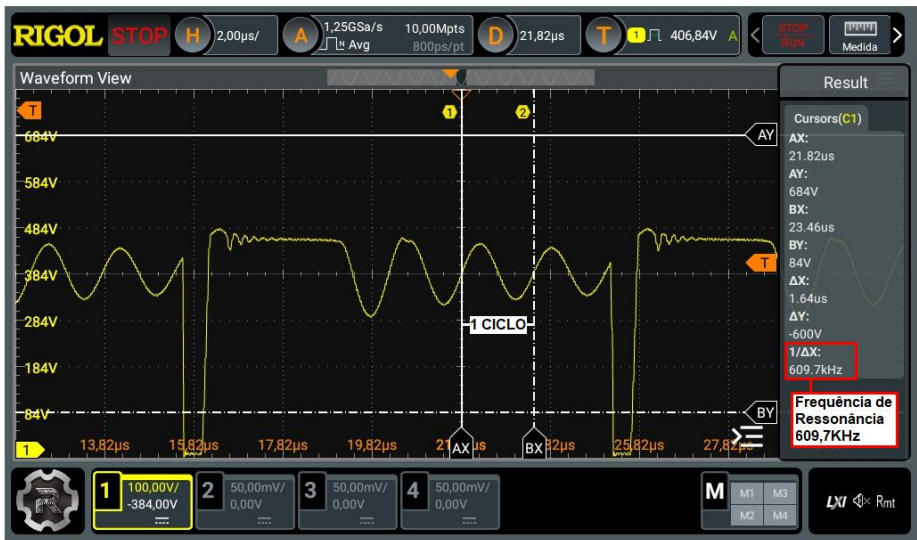 RIGOL STOP H 2,00µs/ A 1,25GSa/s 10,00Mpts D 21,82µs T 1 406,84V A < STOP >
N Avg 800ps/pt RUN Medida
Waveform View Result
T 1 2 Cursors(C1)
684V AY AX:
21.82us
AY:
584V 684V
BX:
484V 23.46us
BY:
T 84V
384V ΔX:
1.64us
284V 1 CICLO ΔY:
-600V
1/ΔX:
184V 609.7kHz
Frequência de
84V BY Ressonância
609,7KHz
1 13,82µs 15,82µs 17,82µs 19,82µs AX BX 25,82µs
R 1 100,00V/ 2 50,00mV/ 3 50,00mV/ 4 50,00mV/ M M1 M3 LXI Rmt
-384,00V 0,00V 0,00V 0,00V M2 M4